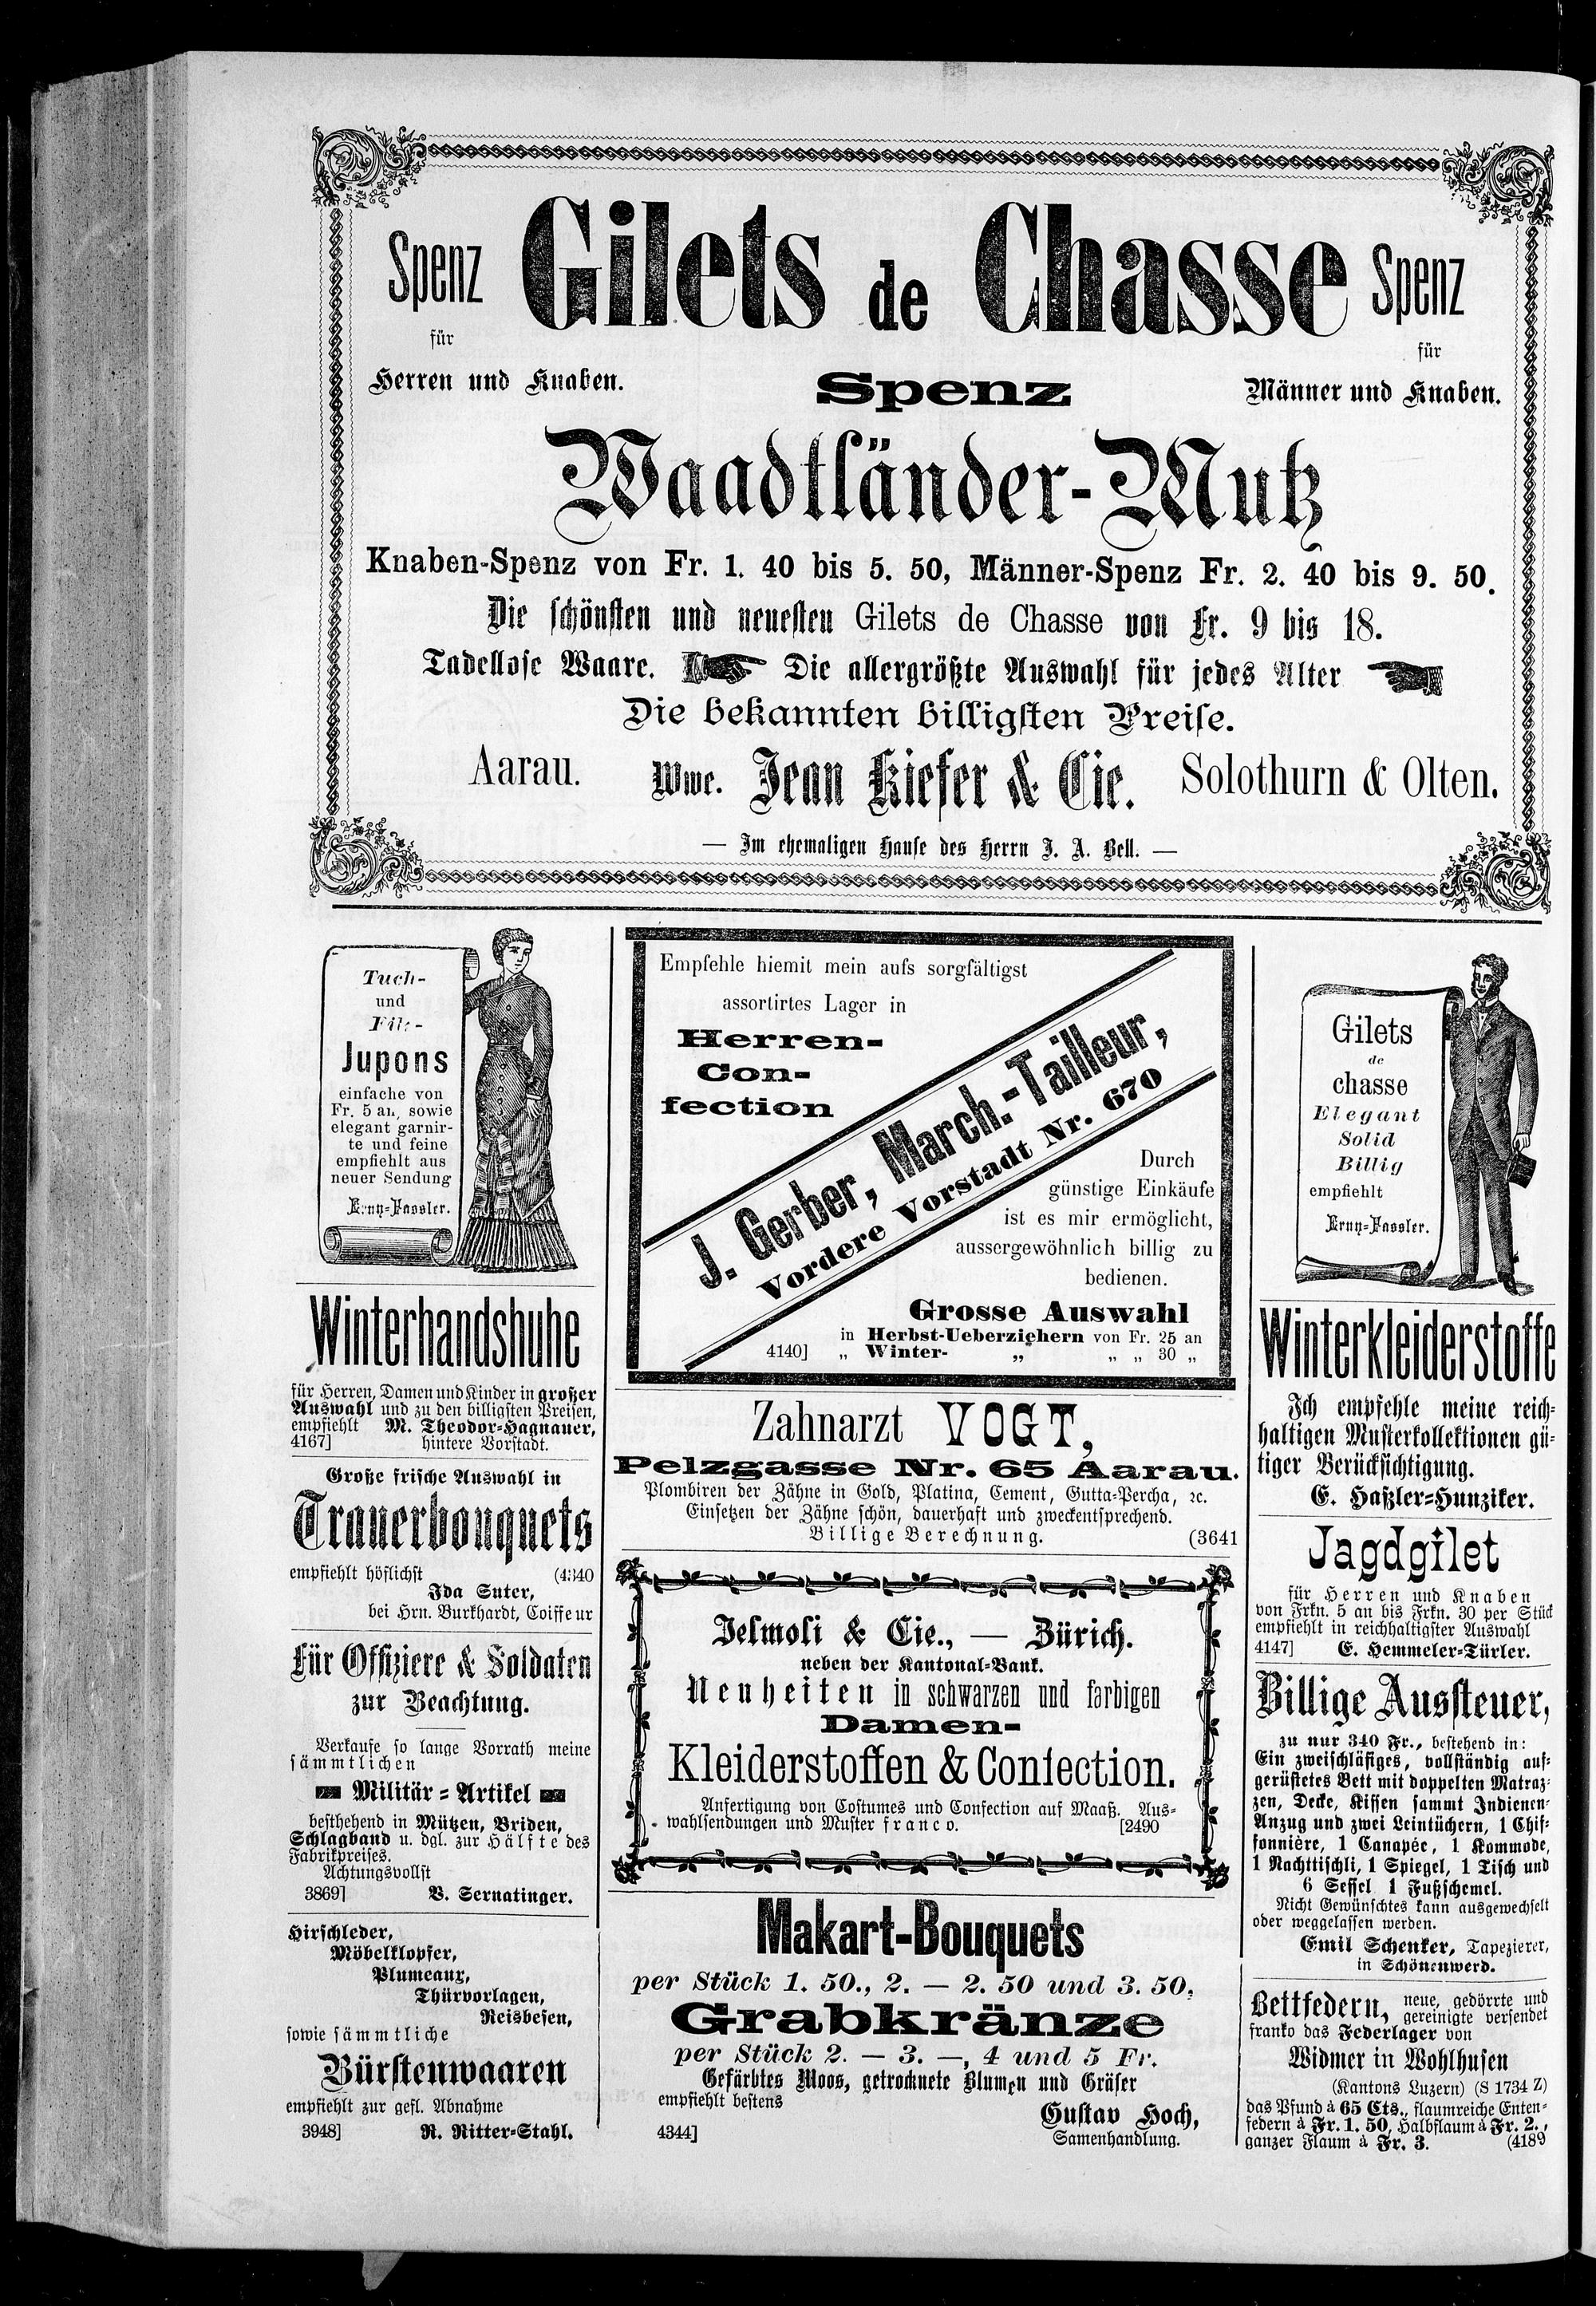 Spenz Gilets de Chasse Spenz
für
Herren und Knaben.
für
Männer und Knaben.
Spenz
Waadtländer-Mutz
Knaben-Spenz von Fr. 1. 40 bis 5. 50, Männer-Spenz Fr. 2. 40 bis 9. 50.
Die schönsten und neuesten Gilets de Chasse von Fr. 9 bis 18.
Tadellose Waare. Die allergrößte Auswahl für jedes Alter
Die bekannten billigsten Preise.
Aarau. Wwe. Jean Kiefer & Cie. Solothurn & Olten.
— Im ehemaligen Hause des Herrn J. A. Bell. —
Tuch-
und
Filz-
Jupons
einfache von
Fr. 5 an, sowie
elegant garnir-
te und feine
empfiehlt aus
neuer Sendung
Erny-Fassler.
Winterhandshuhe
für Herren, Damen und Kinder in großer
Auswahl und zu den billigsten Preisen,
empfiehlt M. Theodor-Hagnauer,
4167] hintere Vorstadt.
Große frische Auswahl in
Trauerbouquets
empfiehlt höflichst (4340
Ida Suter,
bei Hrn. Burkhardt, Coiffeur
Für Offiziere & Soldaten
zur Beachtung.
Verkaufe so lange Vorrath meine
sämmtlichen
Militär-Artikel
besthehend in Mützen, Briden,
Schlagband u. dgl. zur Hälfte des
Fabrikpreises.
Achtungsvollst
3869] V. Sernatinger.
Hirschleder,
Möbelklopfer,
Plumeaux,
Thürvorlagen,
Reisbesen,
sowie sämmtliche
Bürstenwaaren
empfiehlt zur gefl. Abnahme
3948] R. Ritter-Stahl.
Empfehle hiemit mein aufs sorgfältigst
assortirtes Lager in
Herren-
Con-
fection
J. Gerber, March.-Tailleur,
Vordere Vorstadt Nr. 670
Durch
günstige Einkäufe
ist es mir ermöglicht,
aussergewöhnlich billig zu
bedienen.
Grosse Auswahl
in Herbst-Ueberziehern von Fr. 25 an
4140] „ Winter- „ „ „ 30 „
Zahnarzt VOGT,
Pelzgasse Nr. 65 Aarau.
Plombiren der Zähne in Gold, Platina, Cement, Gutta-Percha, ꝛc.
Einsetzen der Zähne schön, dauerhaft und zweckentsprechend.
Billige Berechnung. (3641
Jelmoli & Cie., — Zürich.
neben der Kantonal-Bank.
Neuheiten in schwarzen und farbigen
Damen-
Kleiderstoffen & Confection.
Anfertigung von Costumes und Confection auf Maaß. Aus-
wahlsendungen und Muster franco. [2490
Makart-Bouquets
per Stück 1. 50., 2. — 2. 50 und 3. 50,
Grabkränze
per Stück 2. — 3. —, 4 und 5 Fr.
Gefärbtes Moos, getrocknete Blumen und Gräser
empfiehlt bestens
Gustav Hoch,
4344] Samenhandlung.
Gilets
de
chasse
Elegant
Solid
Billig
empfiehlt
Erny-Fassler.
Winterkleiderstoffe
Ich empfehle meine reich-
haltigen Musterkollektionen gü-
tiger Berücksichtigung.
E. Haßler-Hunziker.
Jagdgilet
für Herren und Knaben
von Frkn. 5 an bis Frkn. 30 per Stück
empfiehlt in reichhaltigster Auswahl
4147] E. Hemmeler-Türler.
Billige Aussteuer,
zu nur 340 Fr., bestehend in:
Ein zweischläfiges, vollständig auf-
gerüstetes Bett mit doppelten Matraz-
zen, Decke, Kissen sammt Indienen-
Anzug und zwei Leintüchern, 1 Chif-
fonnière, 1 Canapée, 1 Kommode,
1 Nachttischli, 1 Spiegel, 1 Tisch und
6 Sessel 1 Fußschemel.
Nicht Gewünschtes kann ausgewechselt
oder weggelassen werden.
Emil Schenker, Tapezierer,
in Schönenwerd.
Bettfedern, neue, gedörrte und
gereinigte versendet
franko das Federlager von
Widmer in Wohlhusen
(Kantons Luzern) (S 1734 Z)
das Pfund à 65 Cts., flaumreiche Enten-
federn à Fr. 1. 50, Halbflaum à Fr. 2.,
ganzer Flaum à Fr. 3. (4189